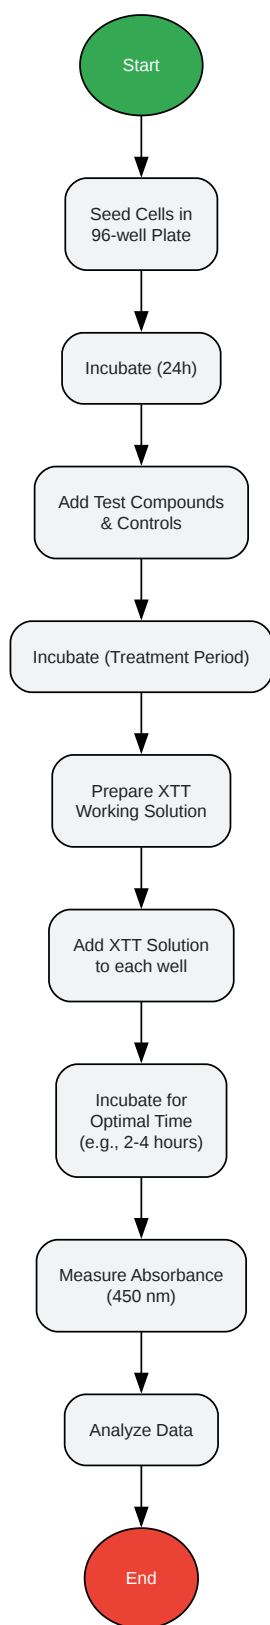 Start
Seed Cells in
96-well Plate
Incubate (24h)
Add Test Compounds
& Controls
Incubate (Treatment Period)
Prepare XTT
Working Solution
Add XTT Solution
to each well
Incubate for
Optimal Time
(e.g., 2-4 hours)
Measure Absorbance
(450 nm)
Analyze Data
End